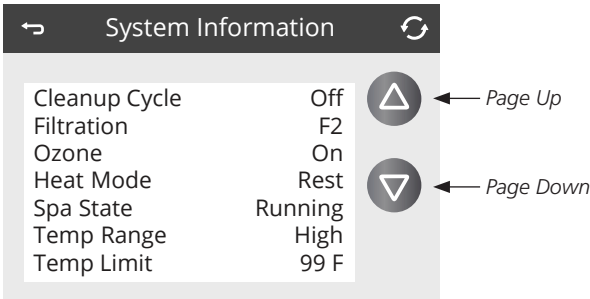 System Information
Cleanup Cycle Off
Filtration F2
Ozone On
Heat Mode Rest
Spa State Running
Temp Range High
Temp Limit 99 F
Page Up
Page Down